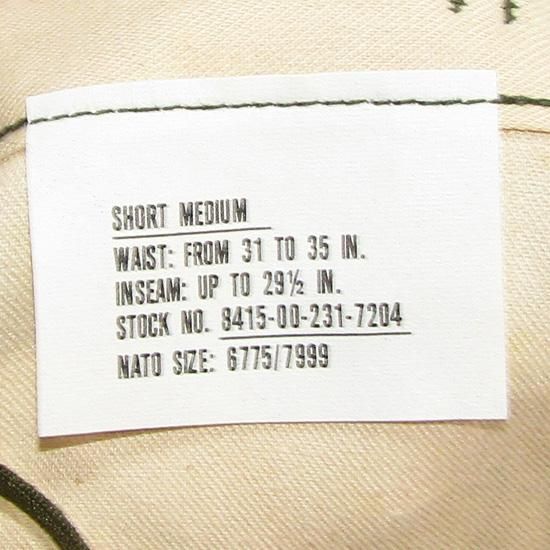 SHORT MEDIUM
WAIST: FROM 31 TO 35 IN.
INSEAM: UP TO 29½ IN.
STOCK NO. 8415-00-231-7204
NATO SIZE: 6775/7999